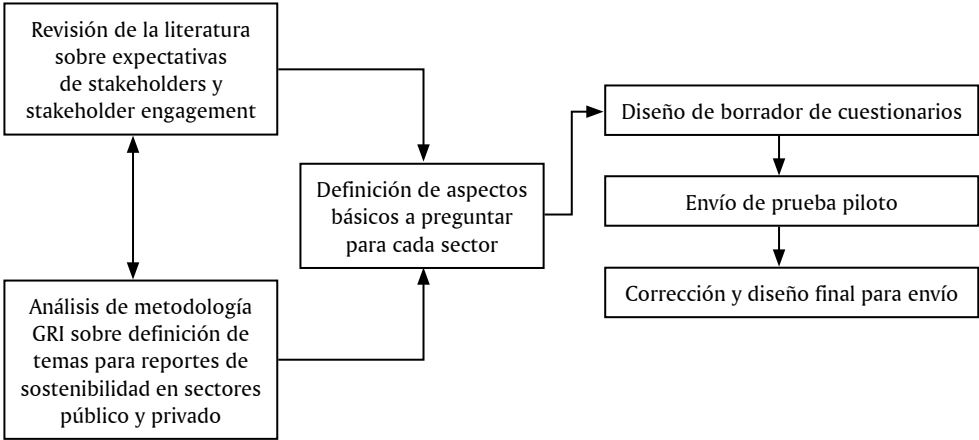 Revisión de la literatura
sobre expectativas
de stakeholders y
stakeholder engagement
Análisis de metodología
GRI sobre definición de
temas para reportes de
sostenibilidad en sectores
público y privado
Definición de aspectos
básicos a preguntar
para cada sector
Diseño de borrador de cuestionarios
Envío de prueba piloto
Corrección y diseño final para envío